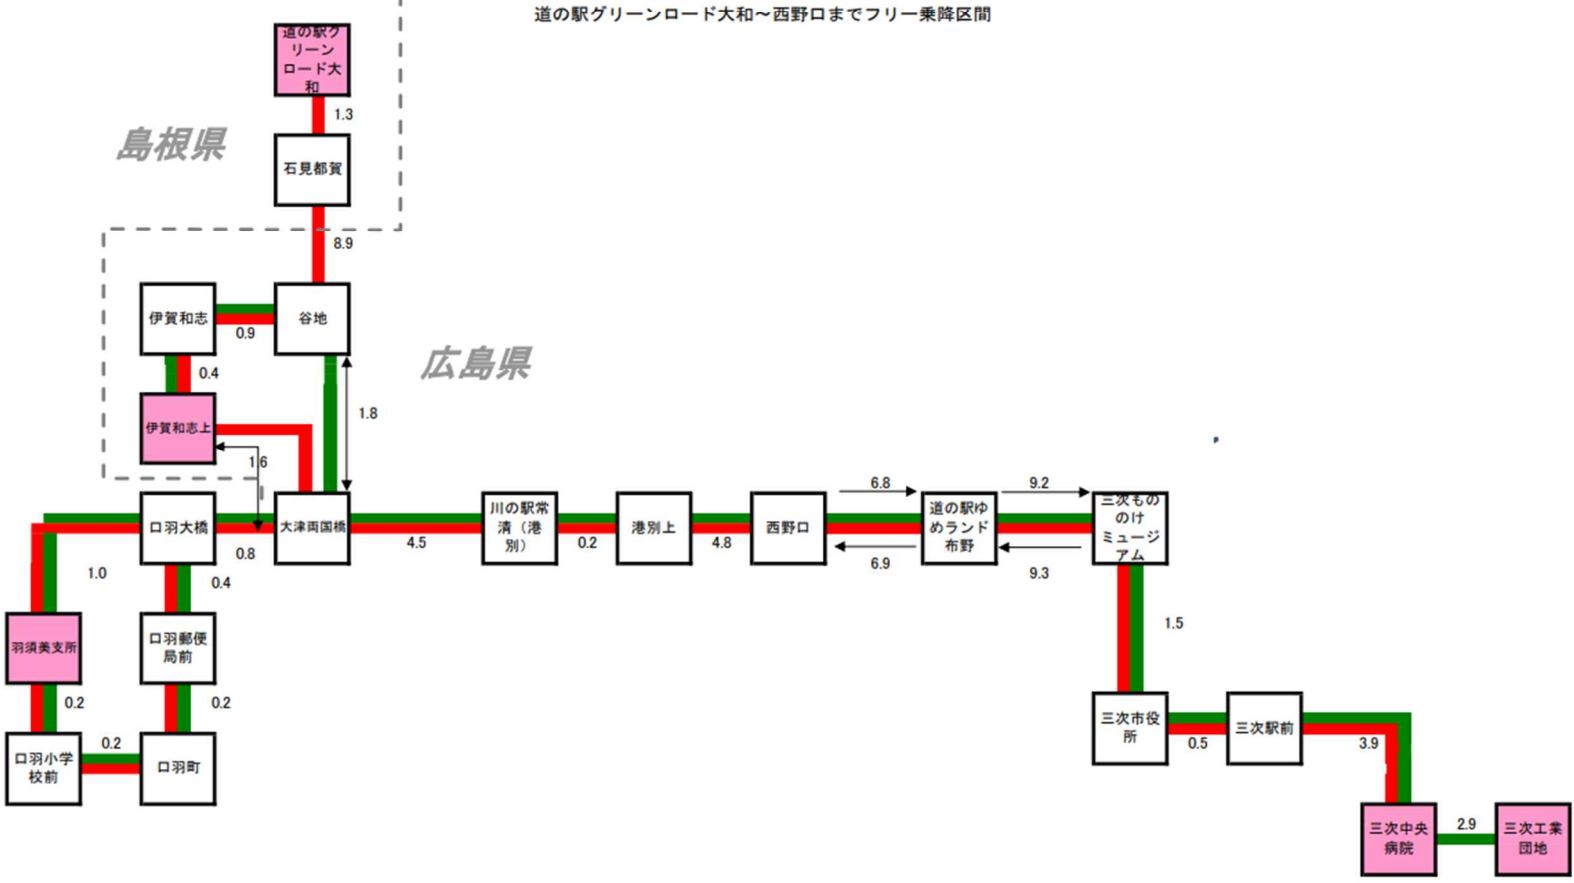 道の駅グリーンロード大和～西野口までフリー乗降区間
道の駅グ
リーン
ロード大
和
1.3
島根県
石見都賀
8.9
伊賀和志
0.9
谷地
0.4
広島県
伊賀和志上
1.8
1.6
口羽大橋
0.8
大津両国橋
4.5
川の駅常
清（港
別）
0.2
港別上
4.8
西野口
6.8
6.9
道の駅ゆ
めランド
布野
9.2
9.3
三次もの
のけ
ミュージ
アム
1.0
0.4
1.5
羽須美支所
口羽郵便
局前
0.2
0.2
三次市役
所
0.5
三次駅前
3.9
口羽小学
校前
0.2
口羽町
三次中央
病院
2.9
三次工業
団地